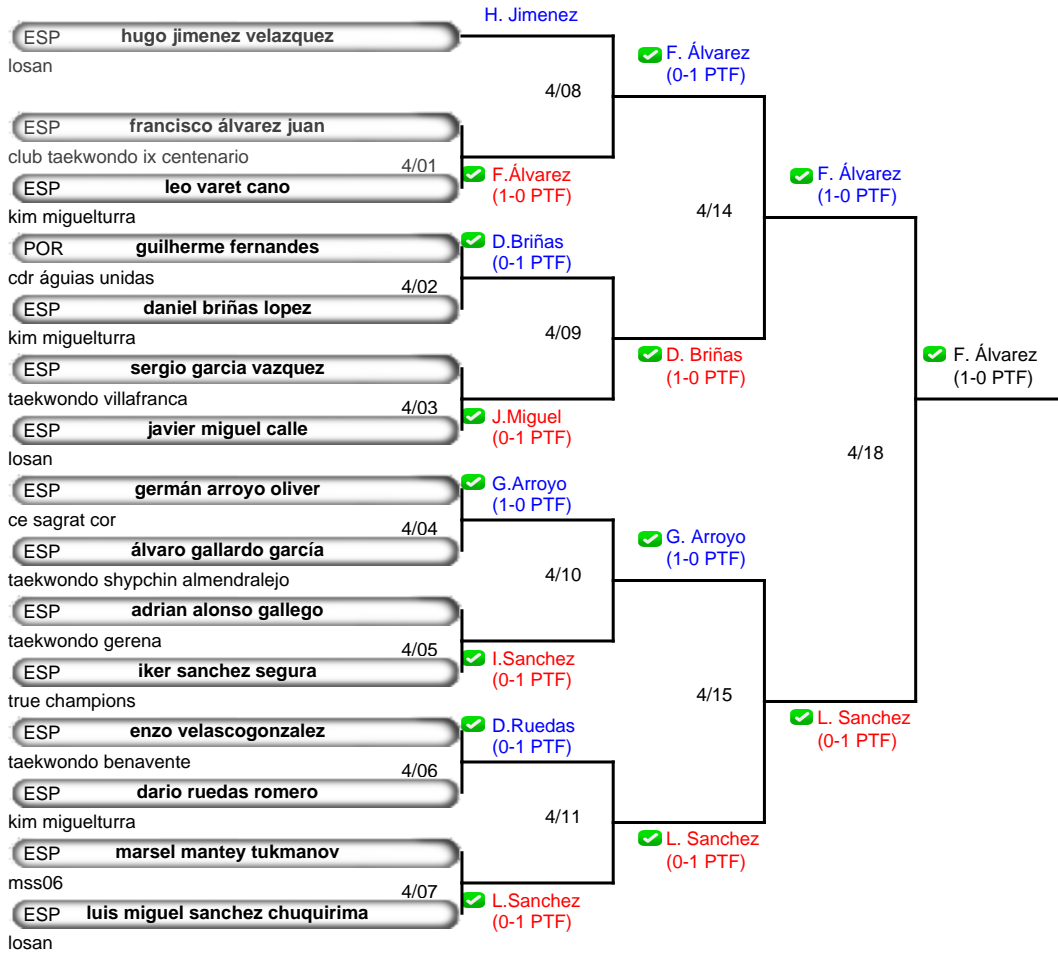 H. Jimenez
ESP hugo jimenez velazquez
losan
F. Álvarez
(0-1 PTF)
4/08
ESP francisco álvarez juan
club taekwondo ix centenario
4/01
F.Álvarez
(1-0 PTF)
ESP leo varet cano
kim miguelturra
F. Álvarez
(1-0 PTF)
4/14
POR guilherme fernandes
cdr águias unidas
D.Briñas
(0-1 PTF)
4/02
ESP daniel briñas lopez
kim miguelturra
4/09
D. Briñas
(1-0 PTF)
ESP sergio garcia vazquez
taekwondo villafranca
4/03
J.Miguel
(0-1 PTF)
ESP javier miguel calle
losan
F. Álvarez
(1-0 PTF)
4/18
ESP germán arroyo oliver
ce sagrat cor
G.Arroyo
(1-0 PTF)
4/04
ESP álvaro gallardo garcía
taekwondo shypchin almendralejo
G. Arroyo
(1-0 PTF)
4/10
ESP adrian alonso gallego
taekwondo gerena
4/05
I.Sanchez
(0-1 PTF)
ESP iker sanchez segura
true champions
4/15
L. Sanchez
(0-1 PTF)
ESP enzo velascogonzalez
taekwondo benavente
D.Ruedas
(0-1 PTF)
4/06
ESP dario ruedas romero
kim miguelturra
4/11
L. Sanchez
(0-1 PTF)
ESP marsel mantey tukmanov
mss06
4/07
L.Sanchez
(0-1 PTF)
ESP luis miguel sanchez chuquirima
losan